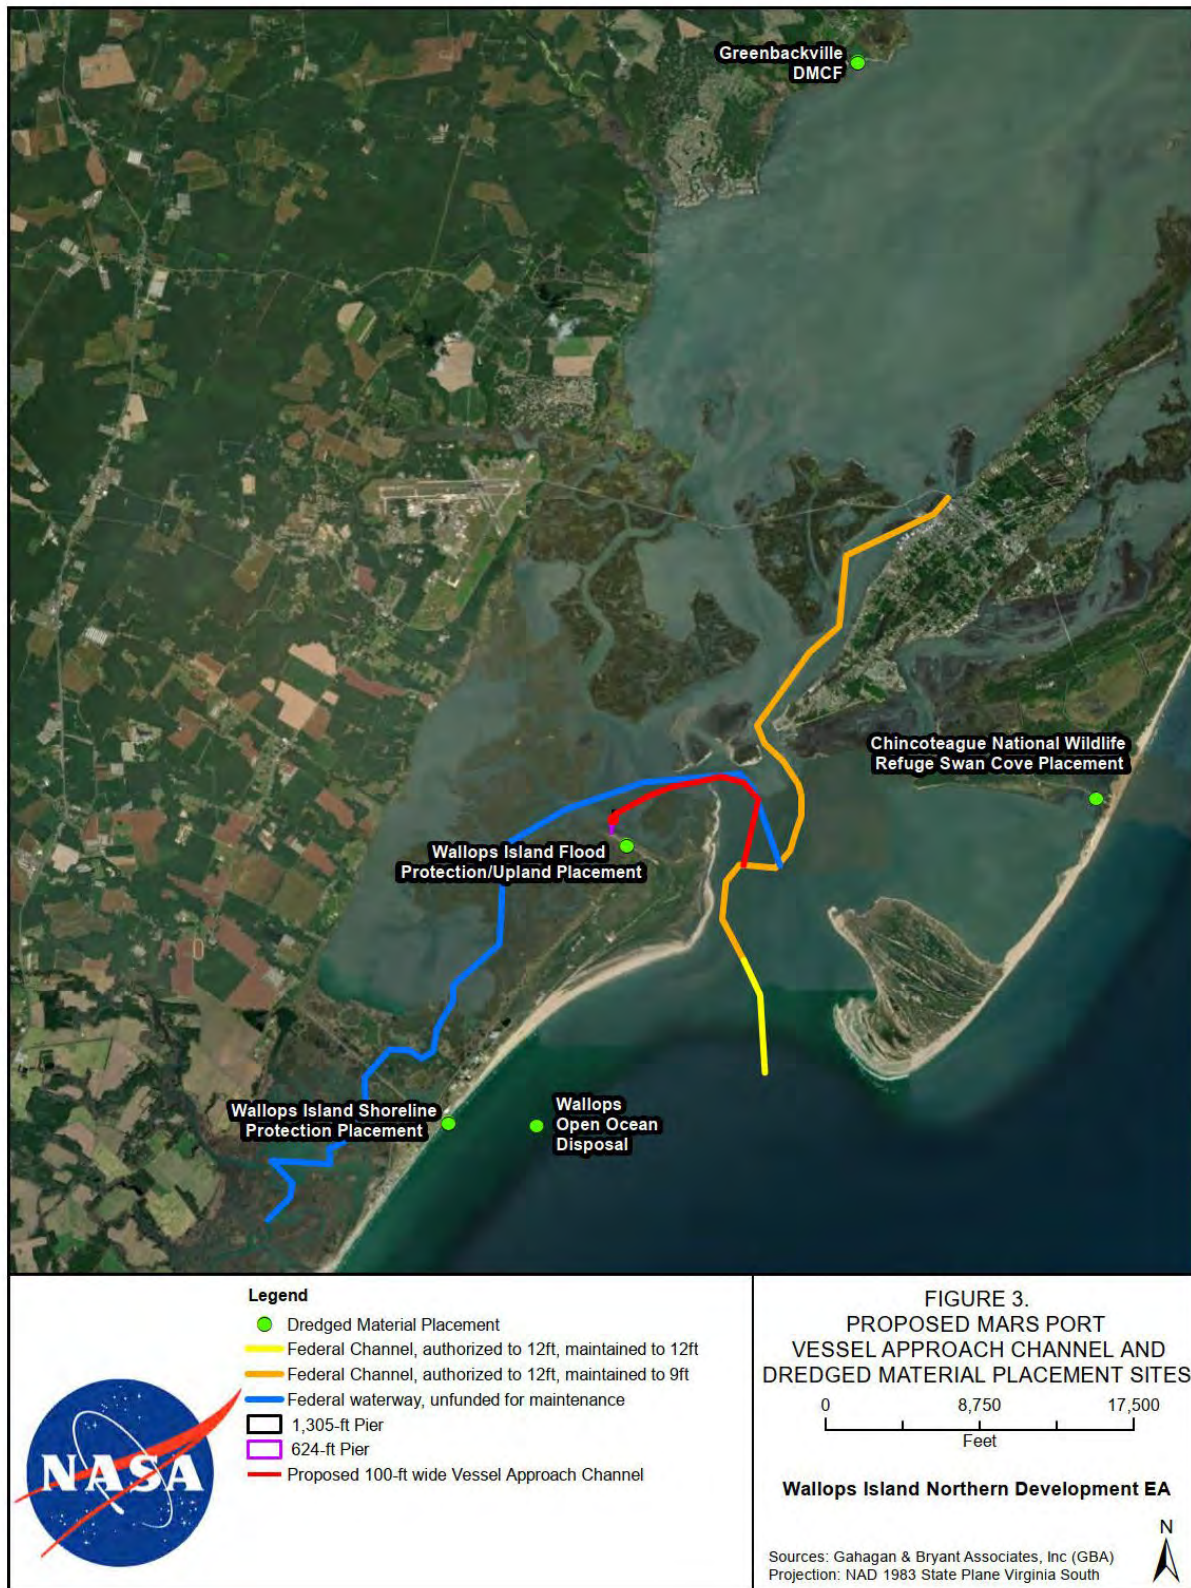 Greenbackville
DMCF
Chincoteague National Wildlife
Refuge Swan Cove Placement
Wallops Island Flood
Protection/Upland Placement
Wallops Island Shoreline
Protection Placement
Wallops
Open Ocean
Disposal
Legend
Dredged Material Placement
Federal Channel, authorized to 12ft, maintained to 12ft
Federal Channel, authorized to 12ft, maintained to 9ft
Federal waterway, unfunded for maintenance
1,305-ft Pier
624-ft Pier
Proposed 100-ft wide Vessel Approach Channel
NASA
FIGURE 3.
PROPOSED MARS PORT
VESSEL APPROACH CHANNEL AND
DREDGED MATERIAL PLACEMENT SITES
0 8,750 17,500
Feet
Wallops Island Northern Development EA
N
Sources: Gahagan & Bryant Associates, Inc (GBA)
Projection: NAD 1983 State Plane Virginia South